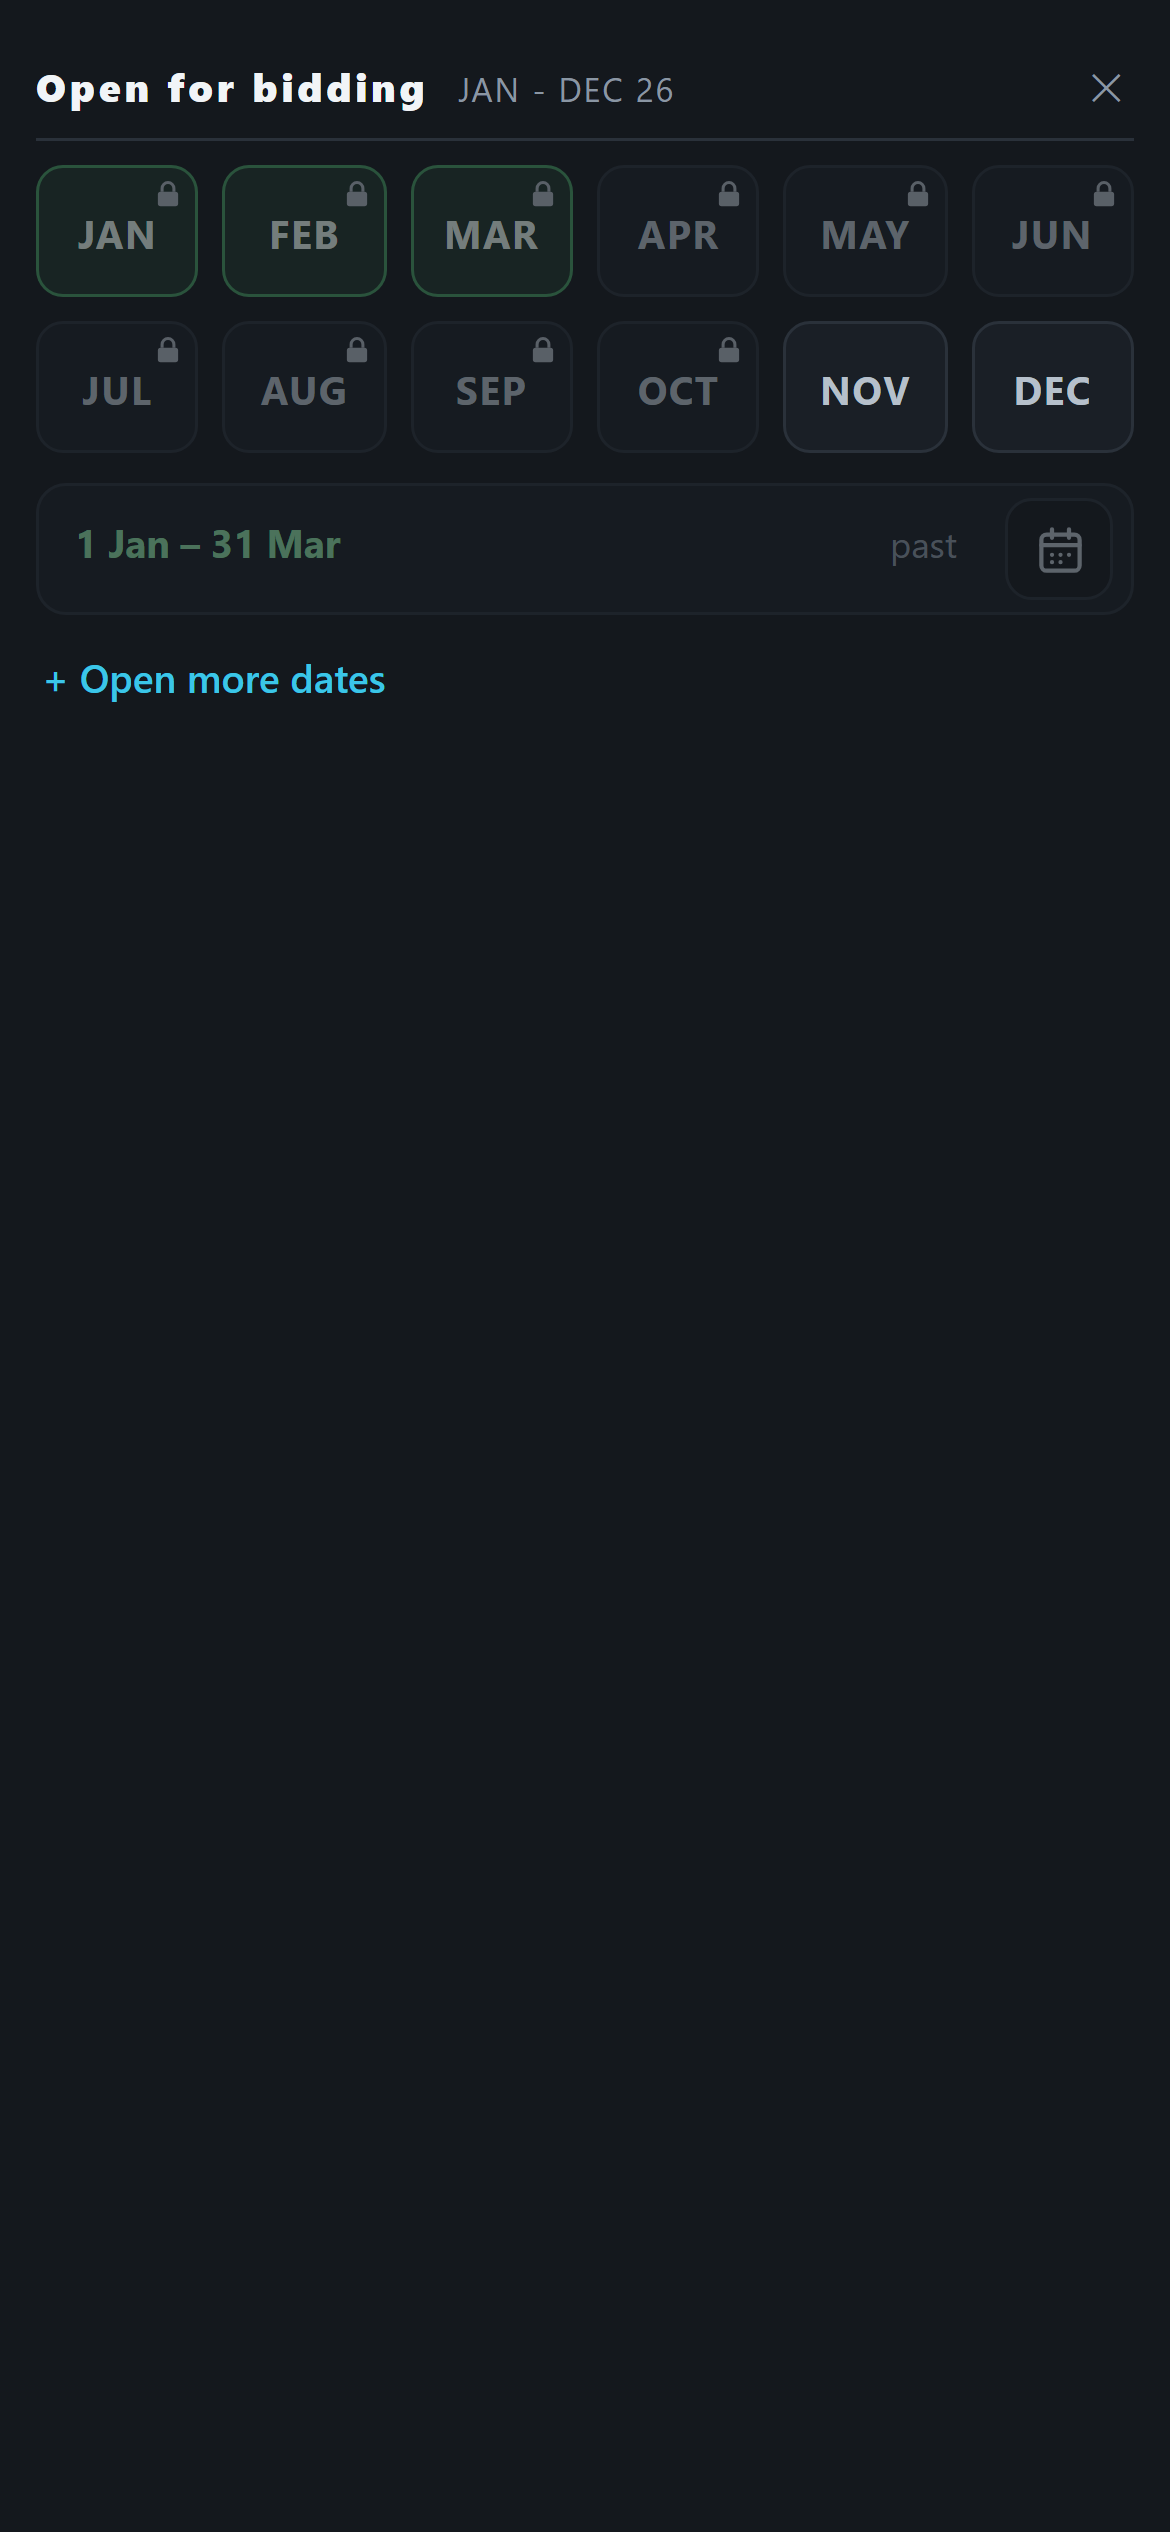 Open for bidding JAN - DEC 26
JAN FEB MAR APR MAY JUN
JUL AUG SEP OCT NOV DEC
1 Jan – 31 Mar past
+ Open more dates